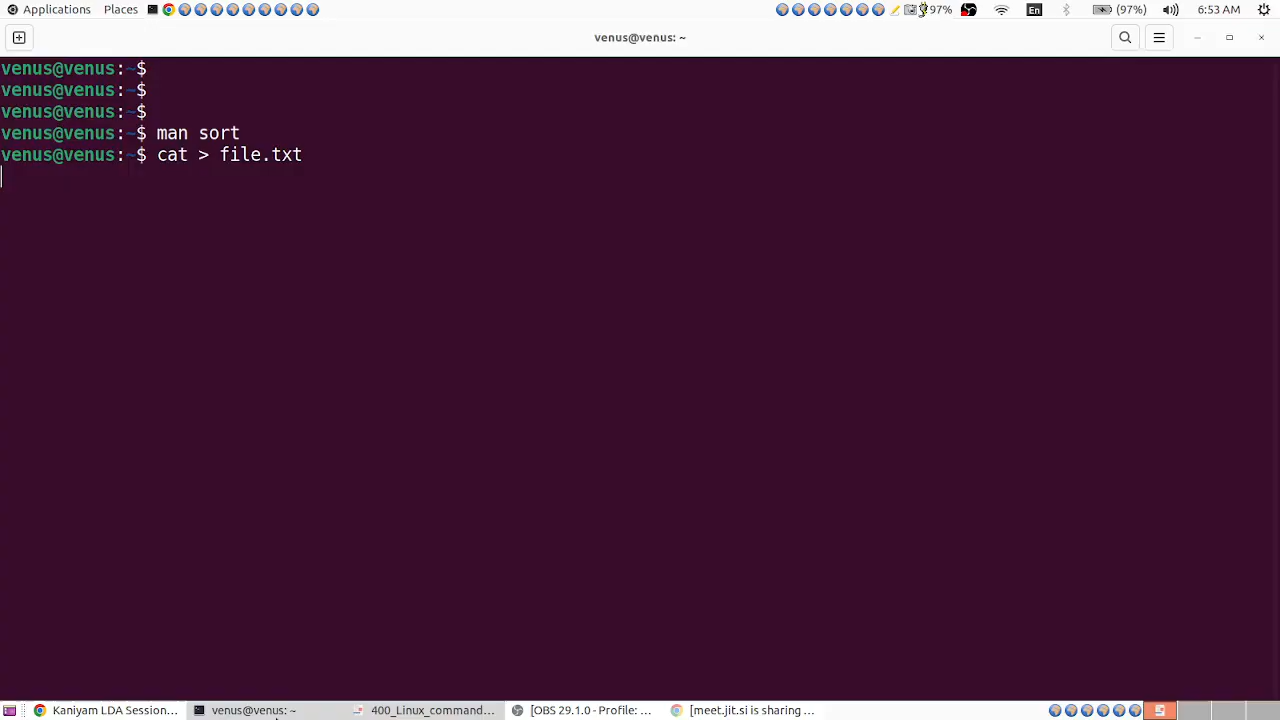 Applications Places 97% En (97%) 6:53 AM
venus@venus: ~
venus@venus:~$
venus@venus:~$
venus@venus:~$
venus@venus:~$ man sort
venus@venus:~$ cat > file.txt
Kaniyam LDA Session... venus@venus: ~ 400_Linux_command... [OBS 29.1.0 - Profile: ... [meet.jit.si is sharing ...